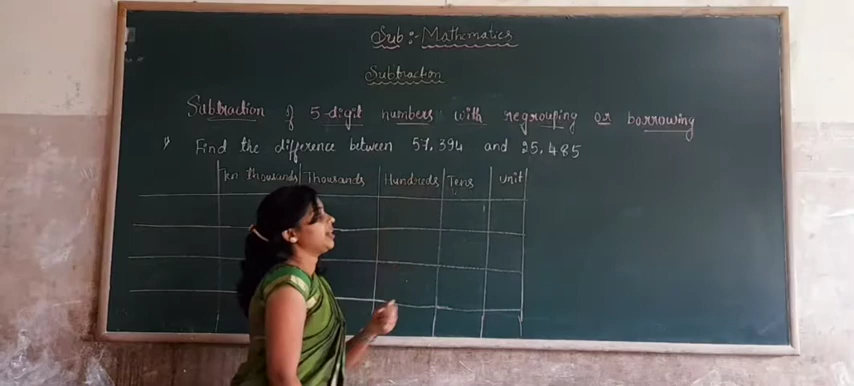 Sub :- Mathematics
Subtraction
Subtraction of 5-digit numbers with regrouping or borrowing
Find the difference between 57,394 and 25,485
Ten thousands Thousands Hundreds Tens Unit